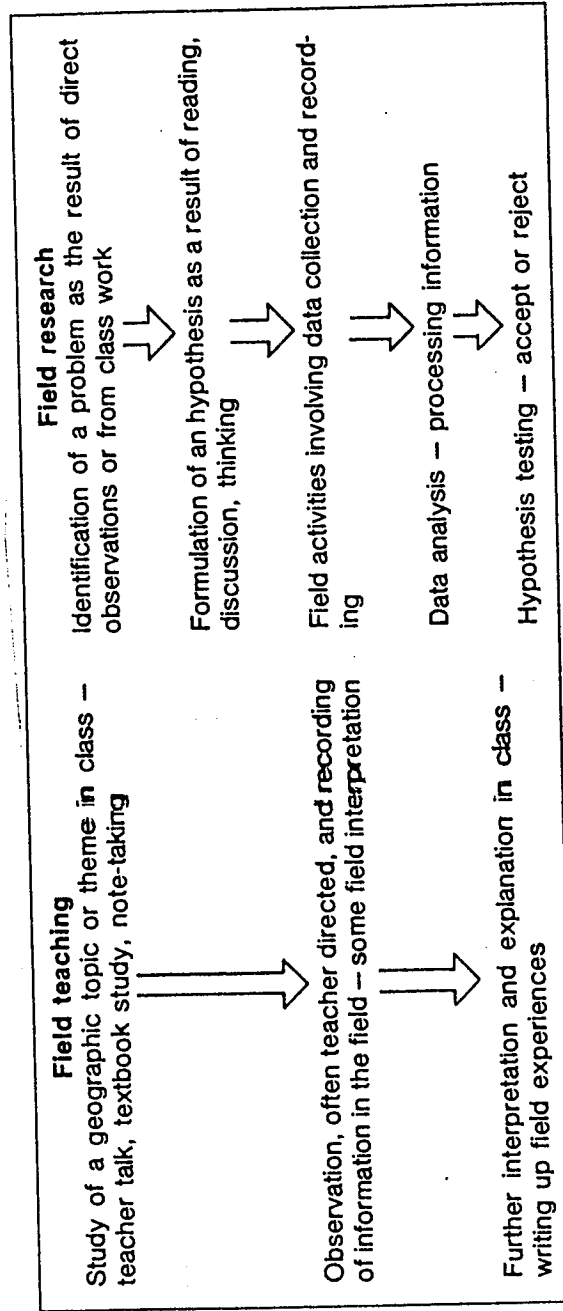 Field teaching
Study of a geographic topic or theme in class –
teacher talk, textbook study, note-taking
Observation, often teacher directed, and recording
of information in the field – some field interpretation
Further interpretation and explanation in class –
writing up field experiences
Field research
Identification of a problem as the result of direct
observations or from class work
Formulation of an hypothesis as a result of reading,
discussion, thinking
Field activities involving data collection and record-
ing
Data analysis – processing information
Hypothesis testing – accept or reject